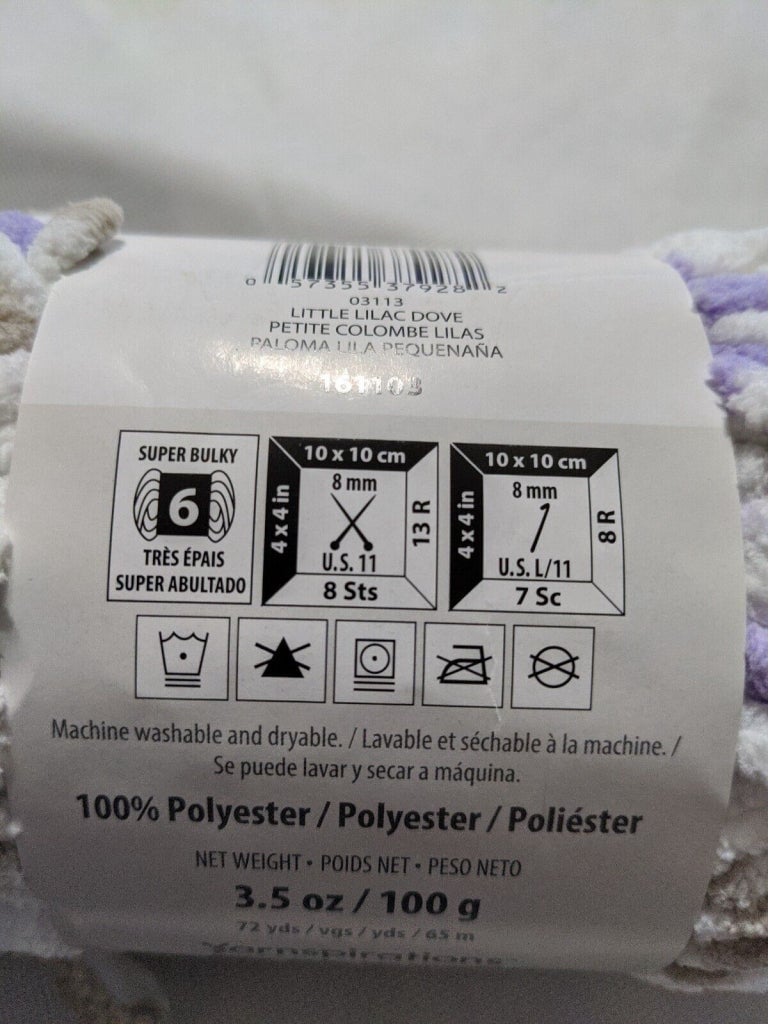 0 57355 37928 2
03113
LITTLE LILAC DOVE
PETITE COLOMBE LILAS
PALOMA LILA PEQUENAÑA
161103
SUPER BULKY
6
TRÈS ÉPAIS
SUPER ABULTADO
10 x 10 cm
4 x 4 in
8 mm
U.S. 11
13 R
8 Sts
10 x 10 cm
4 x 4 in
8 mm
U.S. L/11
8 R
7 Sc
Machine washable and dryable. / Lavable et séchable à la machine. /
Se puede lavar y secar a máquina.
100% Polyester / Polyester / Poliéster
NET WEIGHT • POIDS NET • PESO NETO
3.5 oz / 100 g
72 yds / vgs / yds / 65 m
Yarnspirations™